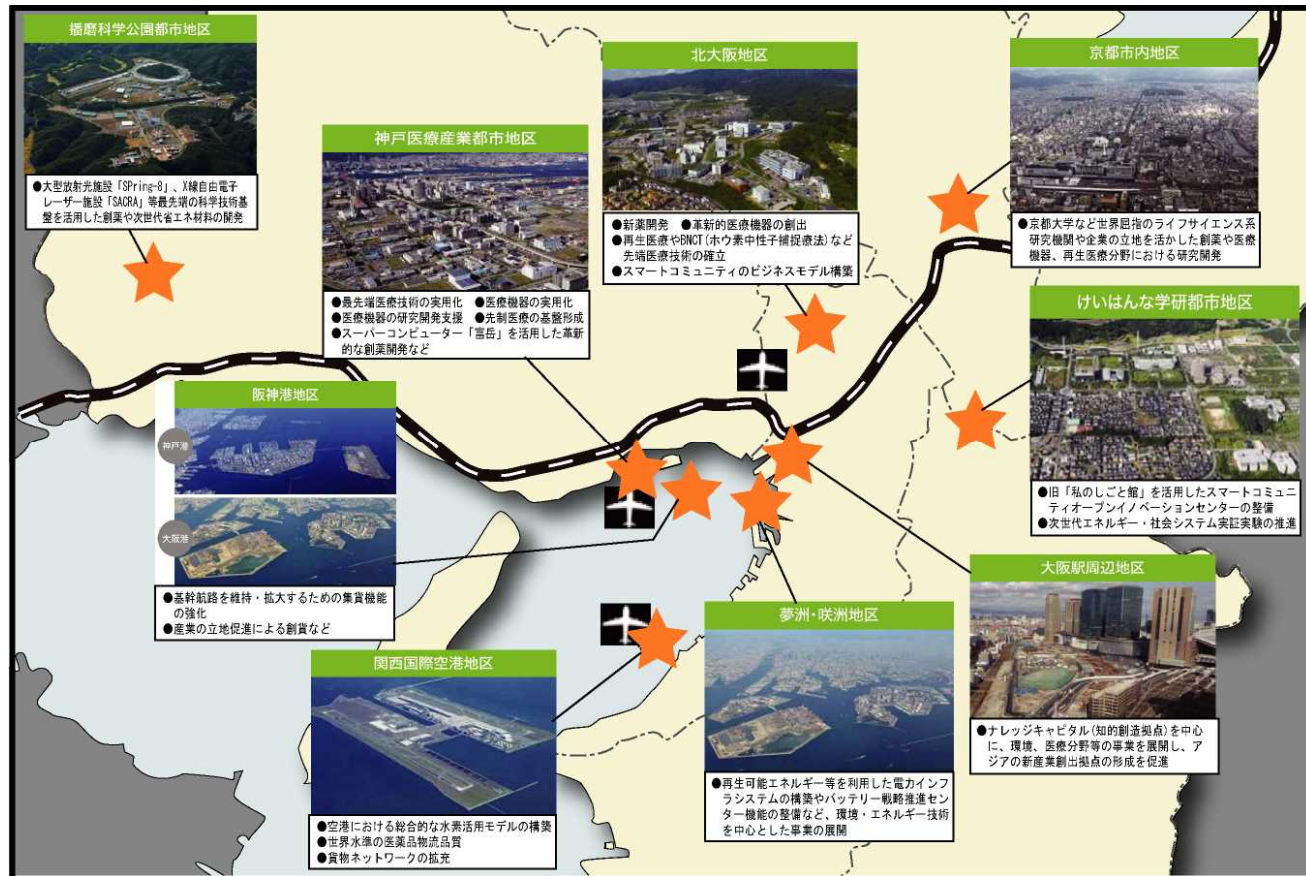 播磨科学公園都市地区
●大型放射光施設「SPring-8」、X線自由電子
レーザー施設「SACRA」等最先端の科学技術基
盤を活用した創薬や次世代省エネ材料の開発
神戸医療産業都市地区
●最先端医療技術の実用化 ●医療機器の実用化
●医療機器の研究開発支援 ●先制医療の基盤形成
●スーパーコンピューター「富岳」を活用した革新
的な創薬開発など
北大阪地区
●新薬開発 ●革新的医療機器の創出
●再生医療やBNCT(ホウ素中性子捕捉療法)など
先端医療技術の確立
●スマートコミュニティのビジネスモデル構築
京都市内地区
●京都大学など世界屈指のライフサイエンス系
研究機関や企業の立地を活かした創薬や医療
機器、再生医療分野における研究開発
けいはんな学研都市地区
●旧「私のしごと館」を活用したスマートコミュニ
ティオープンイノベーションセンターの整備
●次世代エネルギー・社会システム実証実験の推進
阪神港地区
神戸港
大阪港
●基幹航路を維持・拡大するための集貨機能
の強化
●産業の立地促進による創貨など
大阪駅周辺地区
●ナレッジキャピタル(知的創造拠点)を中心
に、環境、医療分野等の事業を展開し、ア
ジアの新産業創出拠点の形成を促進
夢洲・咲洲地区
●再生可能エネルギー等を利用した電力インフ
ラシステムの構築やバッテリー戦略推進セン
ター機能の整備など、環境・エネルギー技術
を中心とした事業の展開
関西国際空港地区
●空港における総合的な水素活用モデルの構築
●世界水準の医薬品物流品質
●貨物ネットワークの拡充